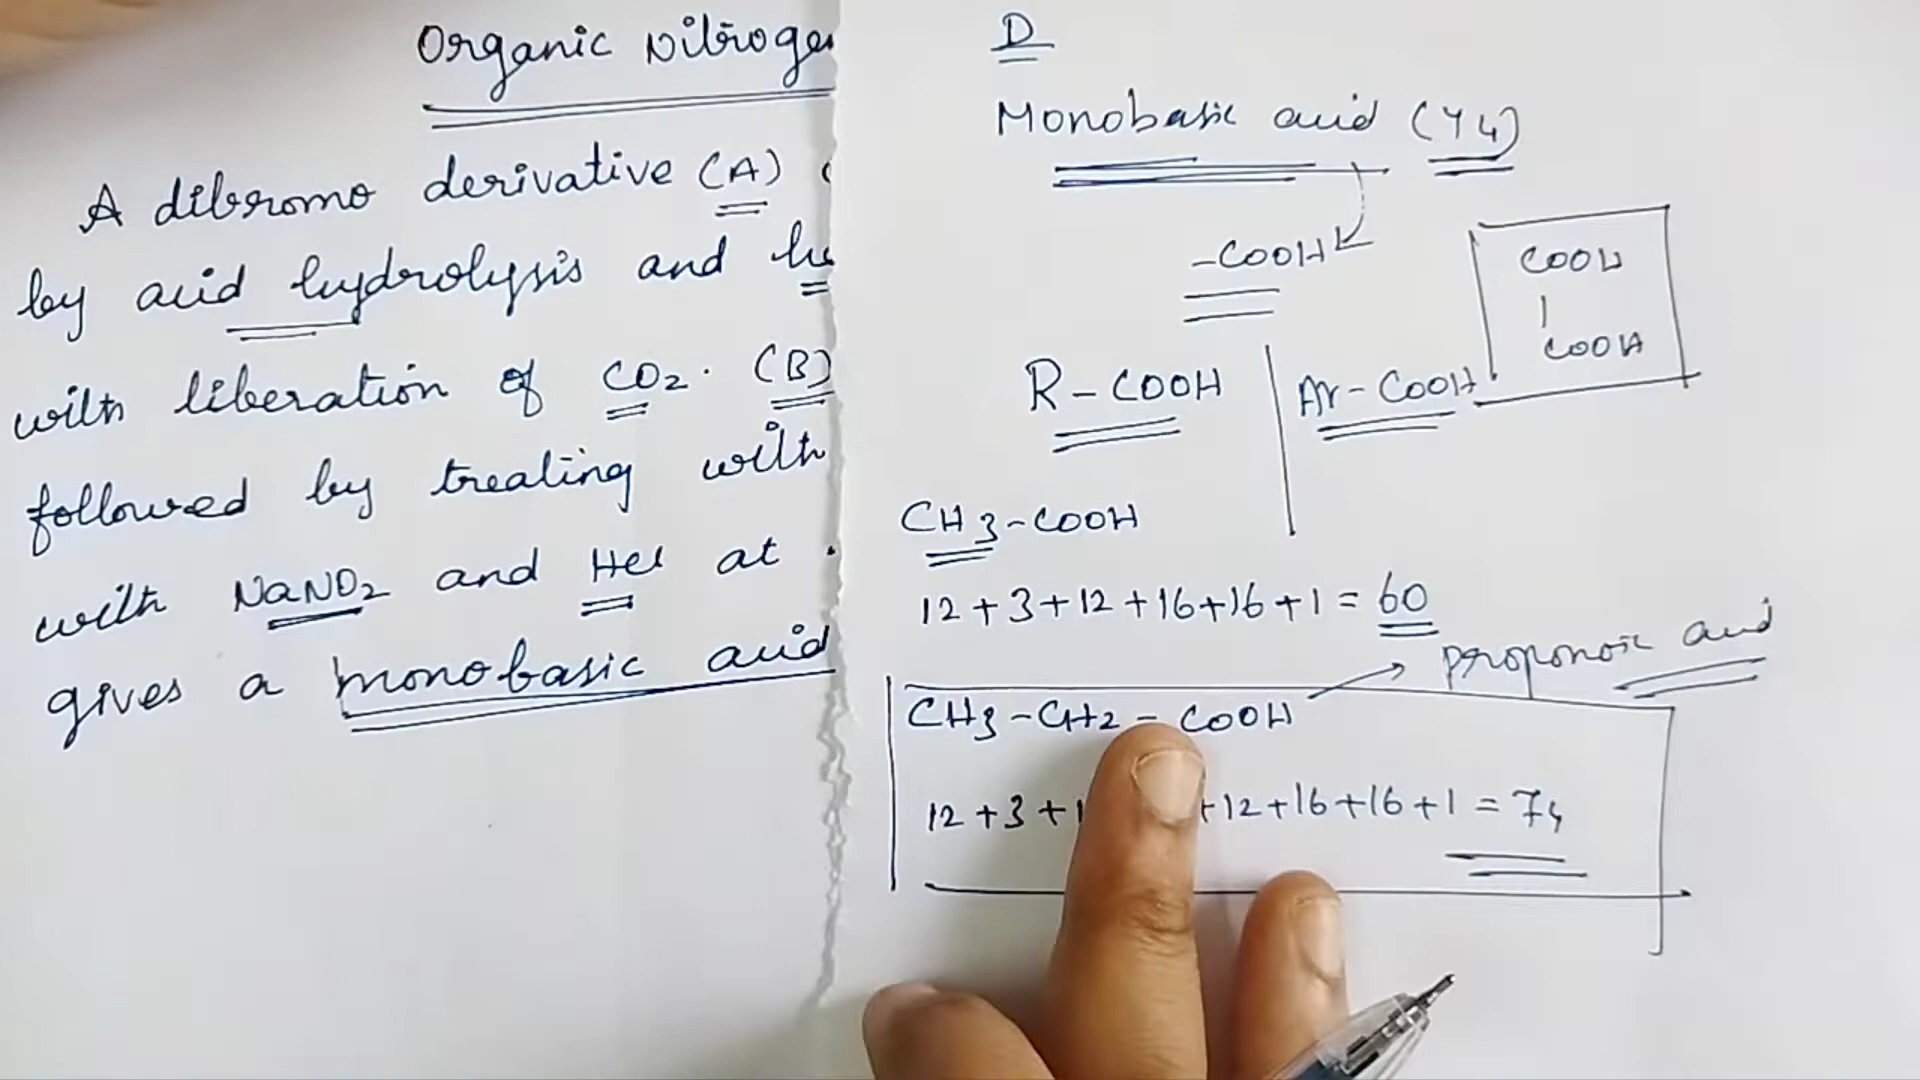 Organic Nitroge
A dibromo derivative (A)
by acid hydrolysis and
with liberation of CO2. (B)
followed by treating with
with NaNO2 and Hcl at
gives a monobasic acid
D
Monobasic acid (74)
-COOH
COOH
|
COOH
R-COOH
Ar-COOH
CH3-COOH
12+3+12+16+16+1=60
proponoic acid
CH3-CH2-COOH
12+3+1 +12+16+16+1=74